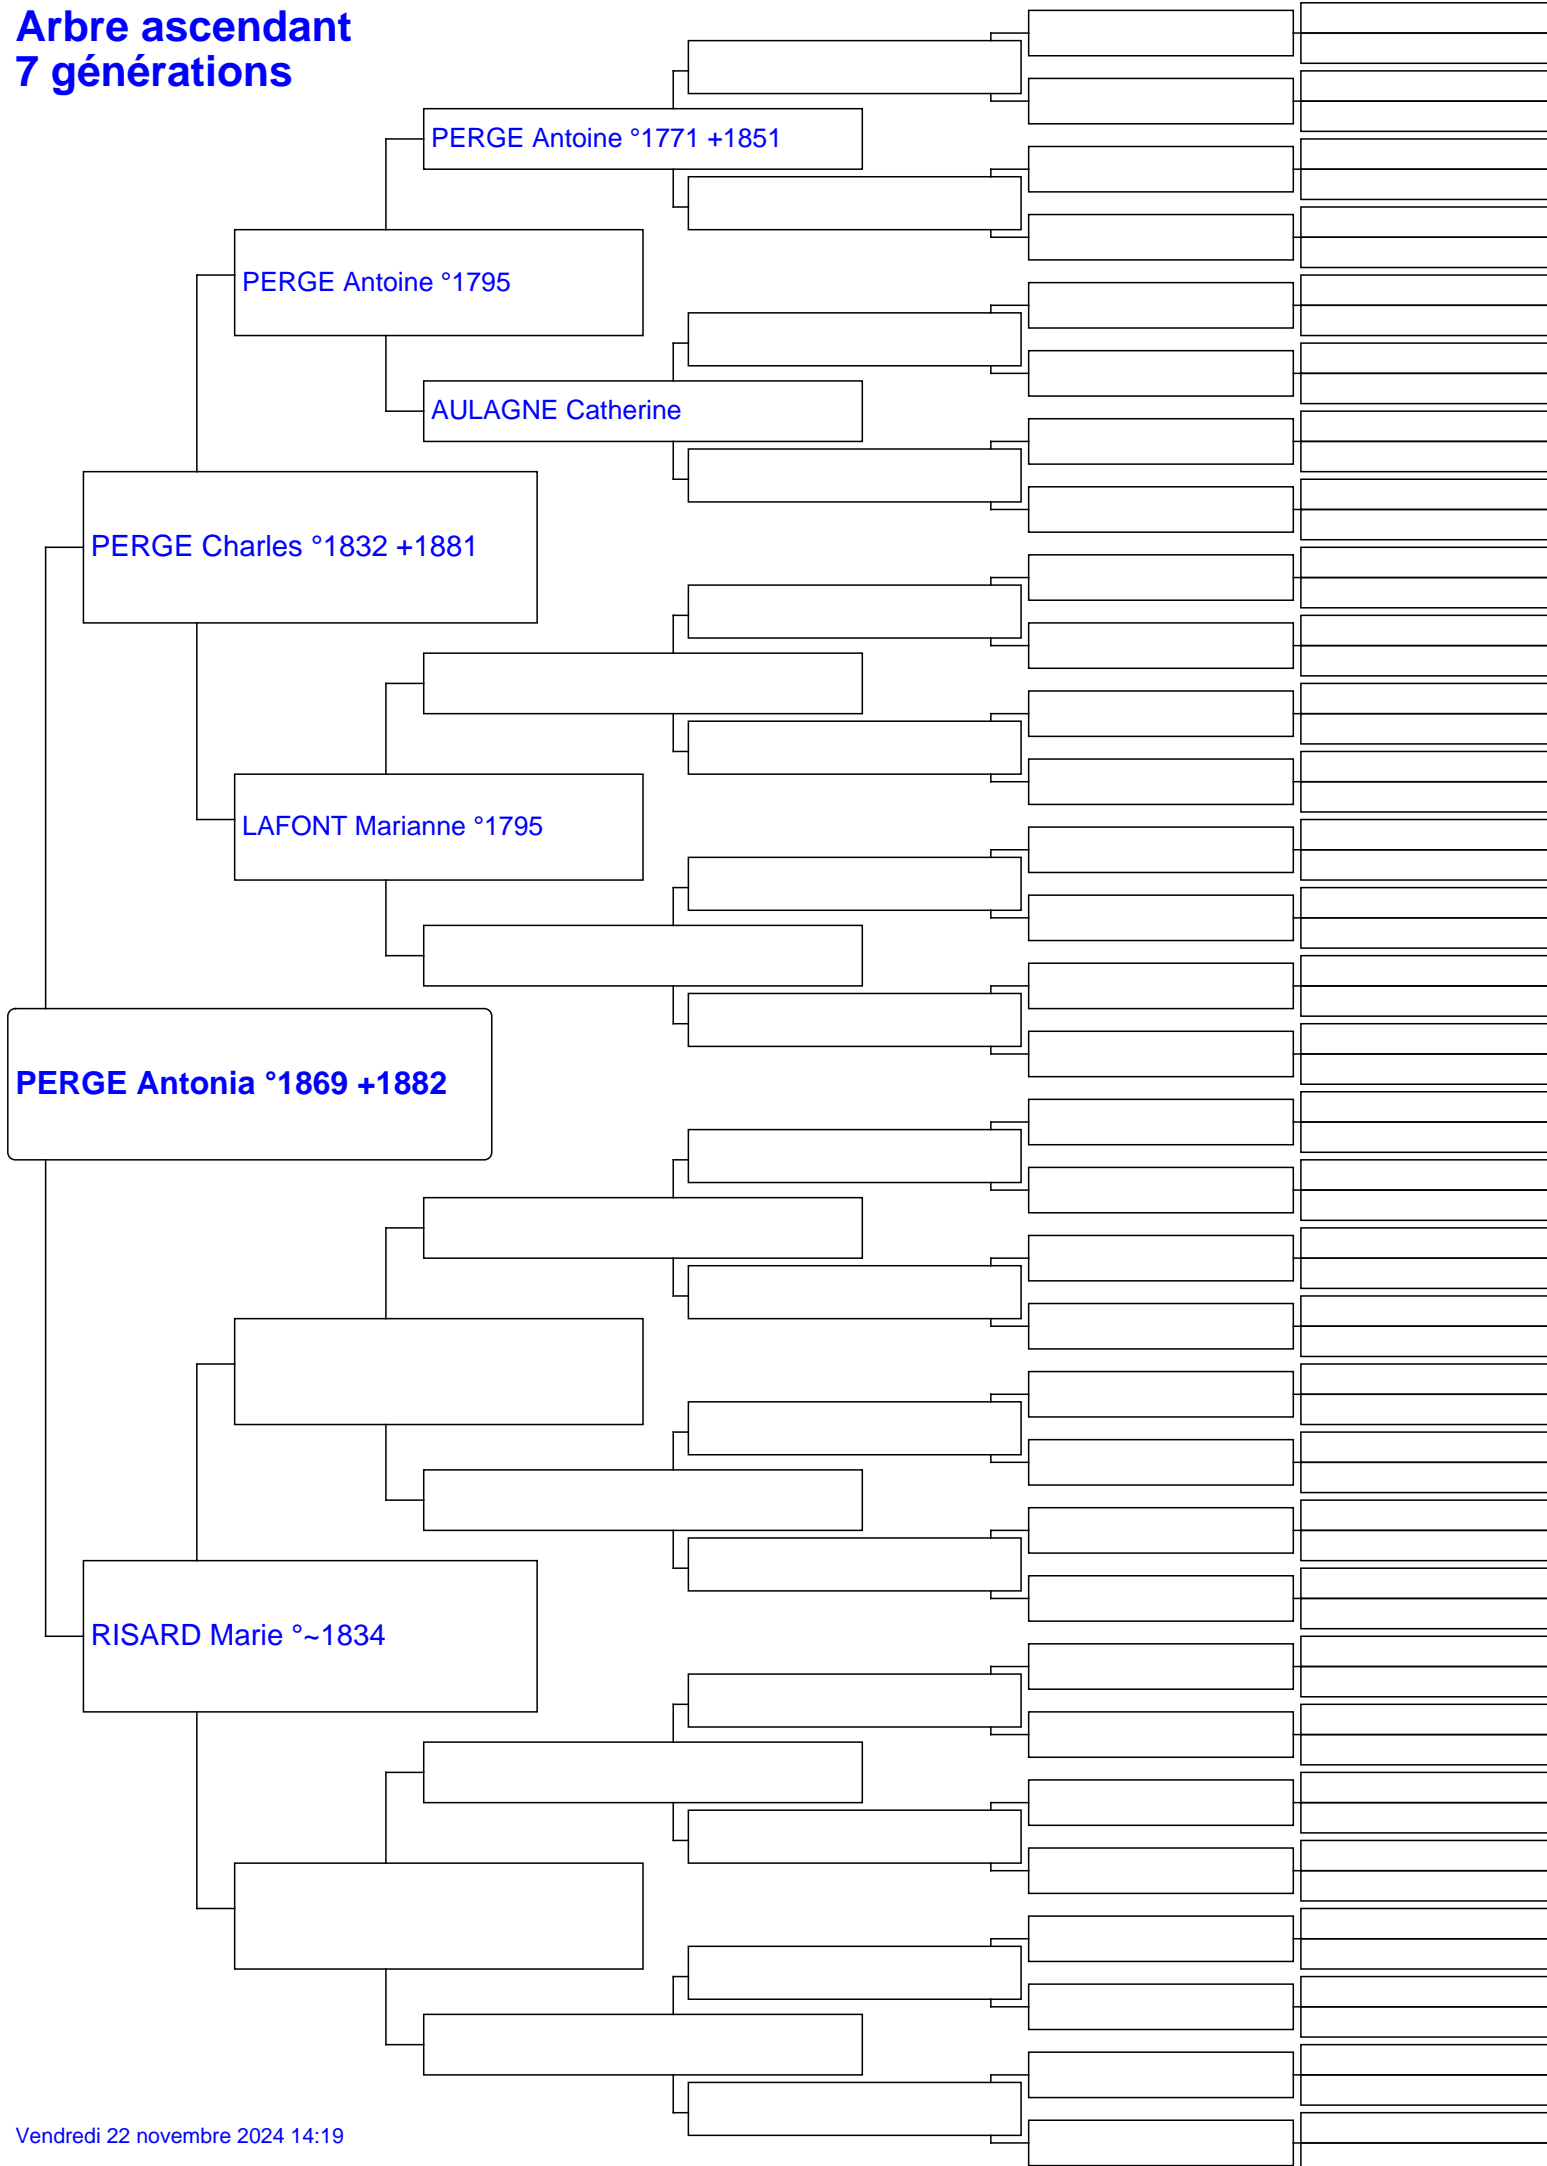 Arbre ascendant
7 générations
PERGE Antoine °1771 +1851
PERGE Antoine °1795
AULAGNE Catherine
PERGE Charles °1832 +1881
LAFONT Marianne °1795
PERGE Antonia °1869 +1882
RISARD Marie °~1834
Vendredi 22 novembre 2024 14:19